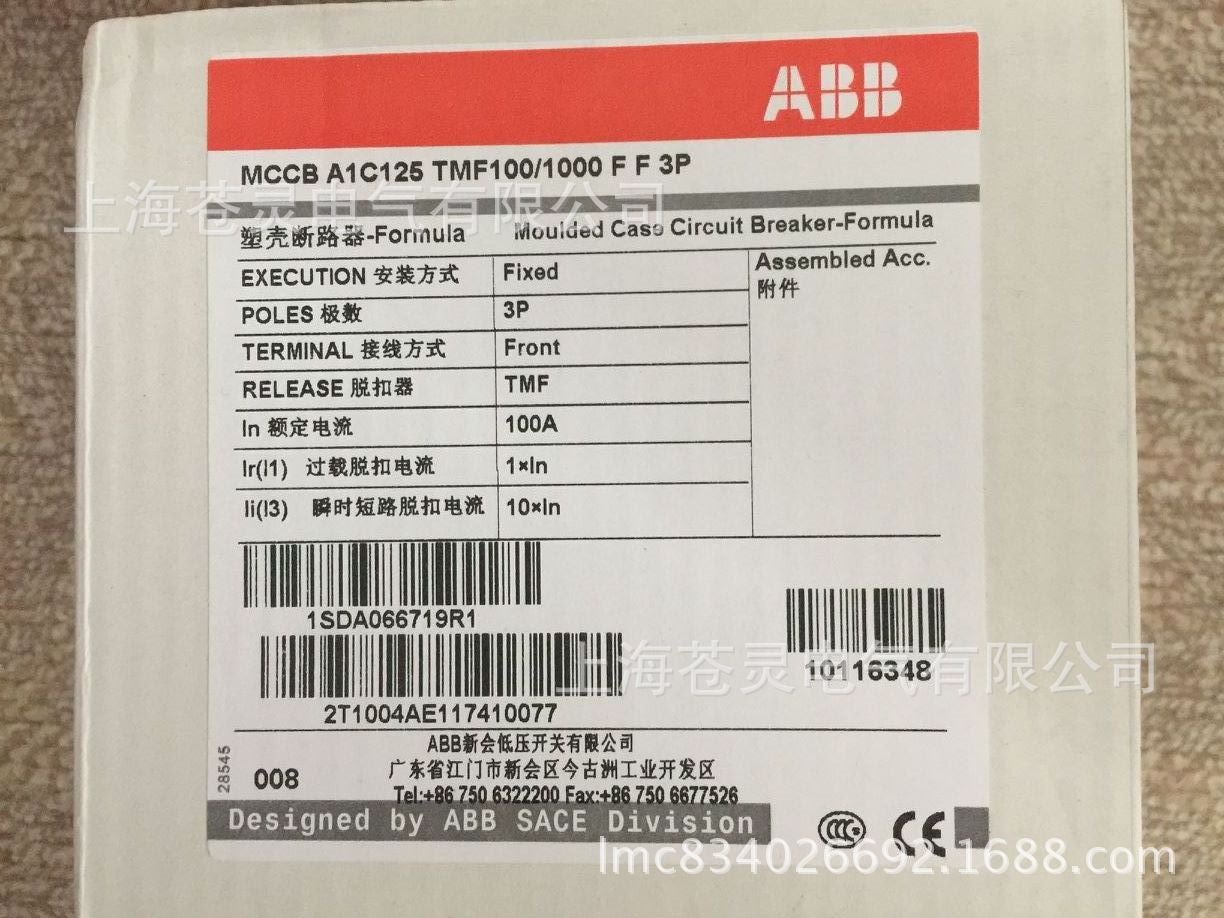 ABB
MCCB A1C125 TMF100/1000 F F 3P
上海苍灵电气有限公司
塑壳断路器-Formula Moulded Case Circuit Breaker-Formula
EXECUTION 安装方式 Fixed Assembled Acc.
附件
POLES 极数 3P
TERMINAL 接线方式 Front
RELEASE 脱扣器 TMF
In 额定电流 100A
Ir(I1) 过载脱扣电流 1×In
Ii(I3) 瞬时短路脱扣电流 10×In
1SDA066719R1
上海苍灵电气有限公司
10116348
2T1004AE117410077
ABB新会低压开关有限公司
广东省江门市新会区今古洲工业开发区
28545
008
Tel:+86 750 6322200 Fax:+86 750 6677526
Designed by ABB SACE Division
CCC
CE
lmc834026692.1688.com